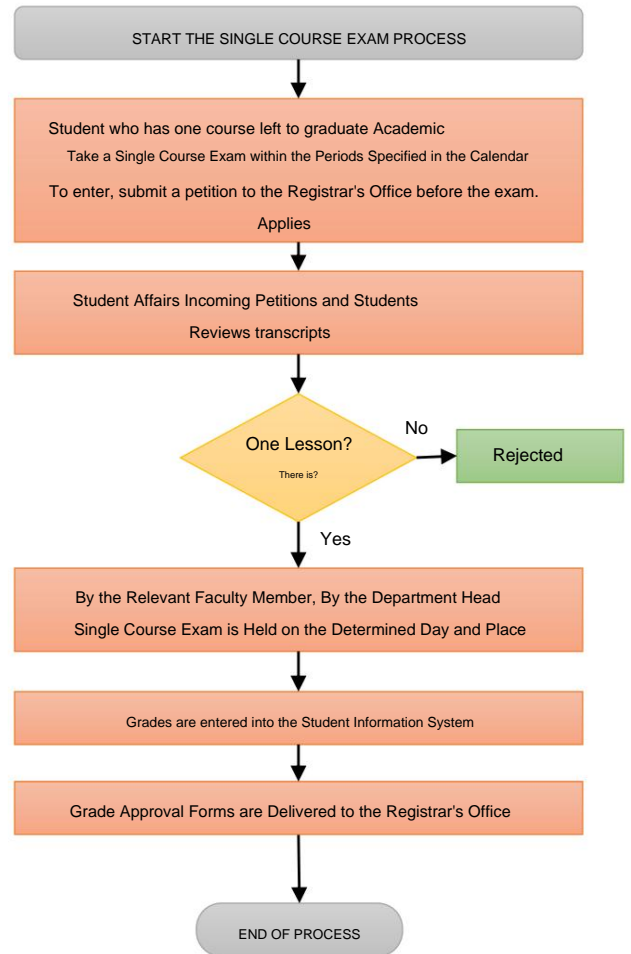 START THE SINGLE COURSE EXAM PROCESS
Student who has one course left to graduate Academic
Take a Single Course Exam within the Periods Specified in the Calendar
To enter, submit a petition to the Registrar's Office before the exam.
Applies
Student Affairs Incoming Petitions and Students
Reviews transcripts
One Lesson?
There is?
No
Rejected
Yes
By the Relevant Faculty Member, By the Department Head
Single Course Exam is Held on the Determined Day and Place
Grades are entered into the Student Information System
Grade Approval Forms are Delivered to the Registrar's Office
END OF PROCESS